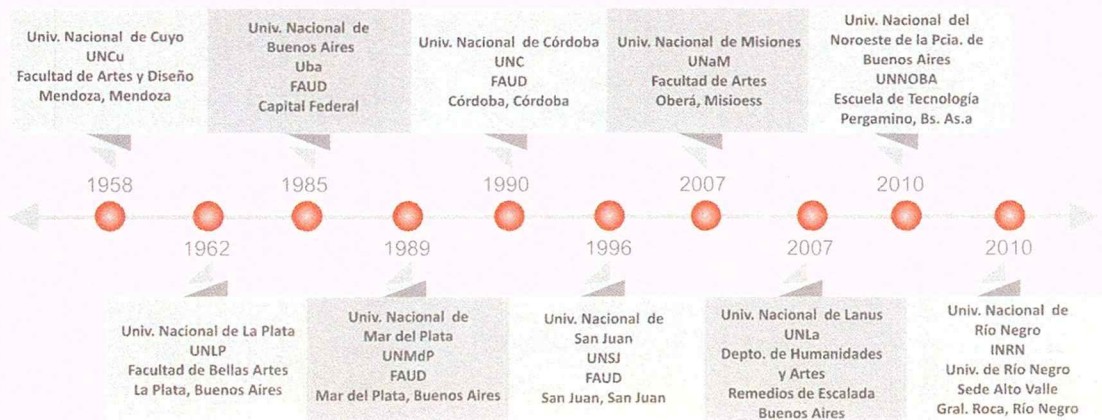 Univ. Nacional de Cuyo
UNCu
Facultad de Artes y Diseño
Mendoza, Mendoza
Univ. Nacional de
Buenos Aires
Uba
FAUD
Capital Federal
Univ. Nacional de Córdoba
UNC
FAUD
Córdoba, Córdoba
Univ. Nacional de Misiones
UNaM
Facultad de Artes
Oberá, Misioess
Univ. Nacional del
Noroeste de la Pcia. de
Buenos Aires
UNNOBA
Escuela de Tecnología
Pergamino, Bs. As.a
1958
1985
1990
2007
2010
1962
1989
1996
2007
2010
Univ. Nacional de La Plata
UNLP
Facultad de Bellas Artes
La Plata, Buenos Aires
Univ. Nacional de
Mar del Plata
UNMdP
FAUD
Mar del Plata, Buenos Aires
Univ. Nacional de
San Juan
UNSJ
FAUD
San Juan, San Juan
Univ. Nacional de Lanus
UNLa
Depto. de Humanidades
y Artes
Remedios de Escalada
Buenos Aires
Univ. Nacional de
Río Negro
INRN
Univ. de Río Negro
Sede Alto Valle
Gral. Roca, Río Negro